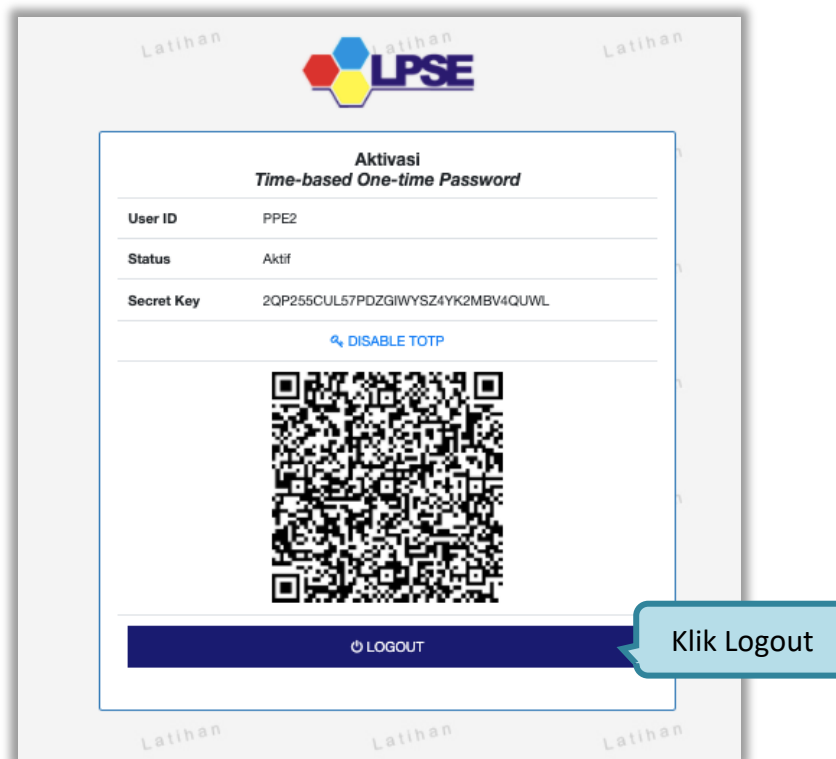 Latihan
Latihan
Latihan
LPSE
Aktivasi
Time-based One-time Password
User ID PPE2
Status Aktif
Secret Key 2QP255CUL57PDZGIWYSZ4YK2MBV4QUWL
DISABLE TOTP
LOGOUT
Klik Logout
Latihan
Latihan
Latihan